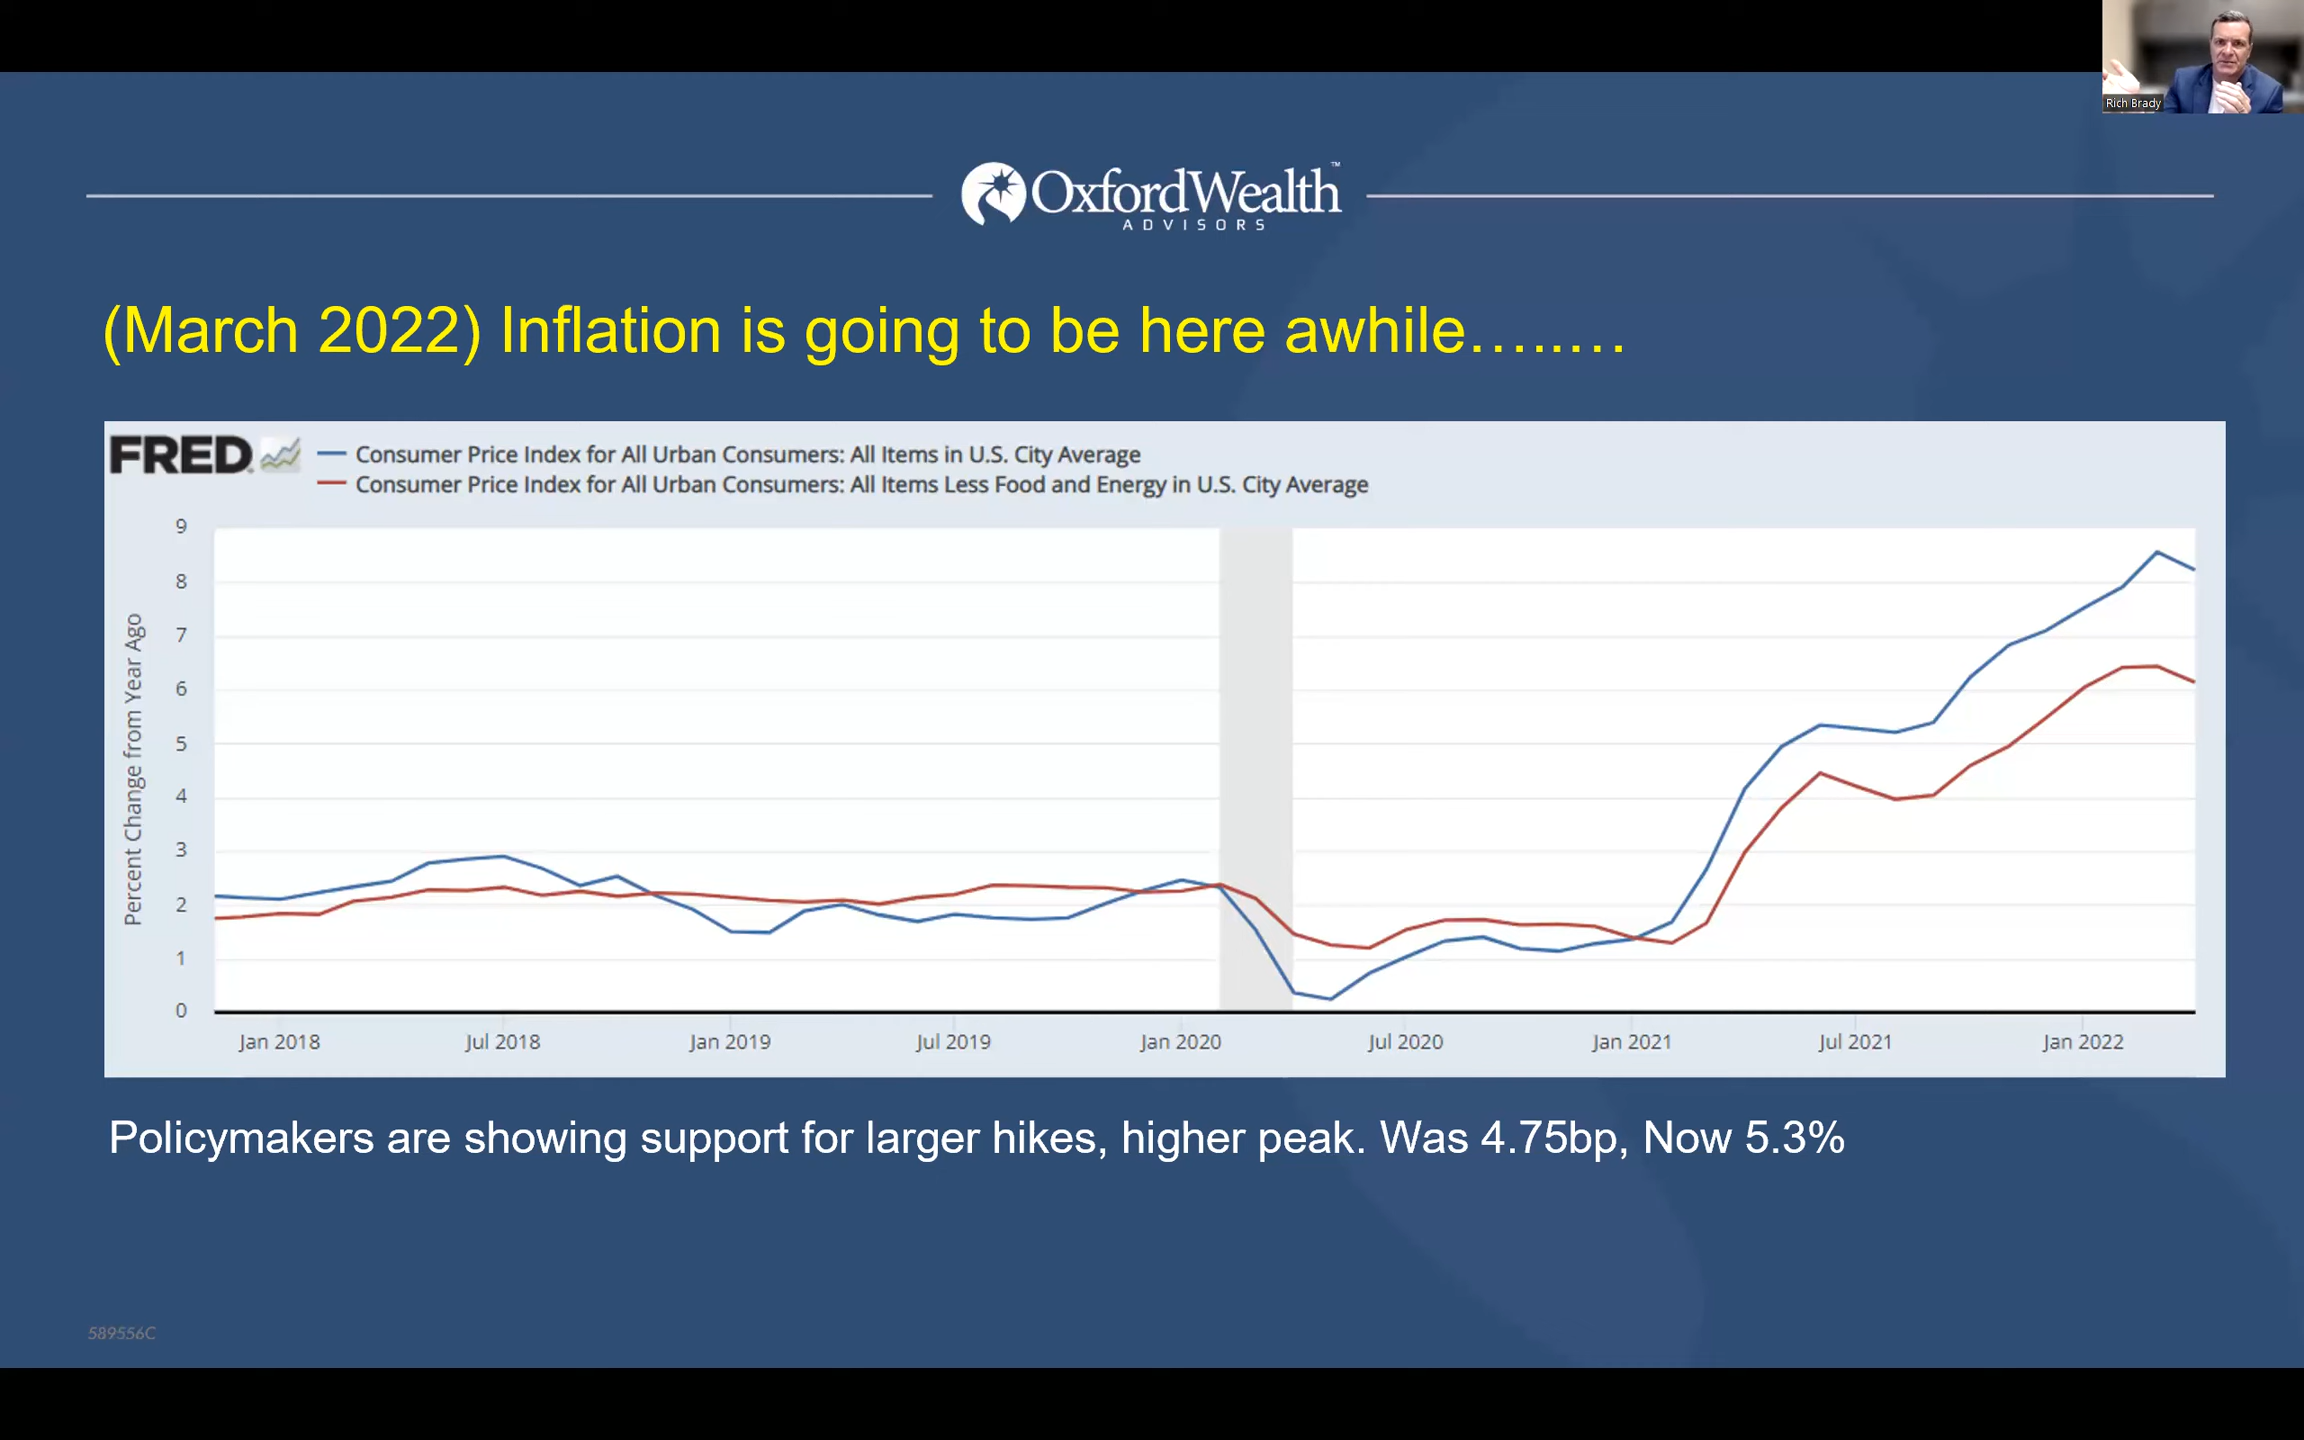 Rich Brady
OxfordWealth™
ADVISORS
(March 2022) Inflation is going to be here awhile…..…
FRED
Consumer Price Index for All Urban Consumers: All Items in U.S. City Average
Consumer Price Index for All Urban Consumers: All Items Less Food and Energy in U.S. City Average
Percent Change from Year Ago
9
8
7
6
5
4
3
2
1
0
Jan 2018 Jul 2018 Jan 2019 Jul 2019 Jan 2020 Jul 2020 Jan 2021 Jul 2021 Jan 2022
Policymakers are showing support for larger hikes, higher peak. Was 4.75bp, Now 5.3%
589556C